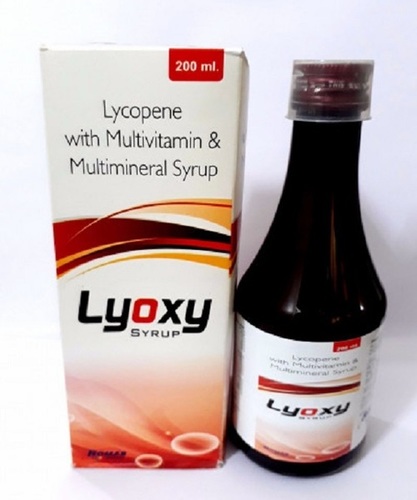 200 ml.
Lycopene
with Multivitamin &
Multimineral Syrup
Lyoxy
SYRUP
200 ml.
Lycopene
with Multivitamin &
Multimineral Syrup
Lyoxy
SYRUP